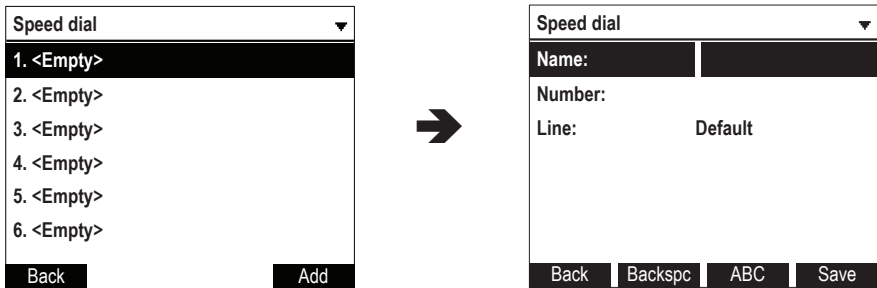 Speed dial
1. <Empty>
2. <Empty>
3. <Empty>
4. <Empty>
5. <Empty>
6. <Empty>
Back Add
Speed dial
Name:
Number:
Line: Default
Back Backspc ABC Save